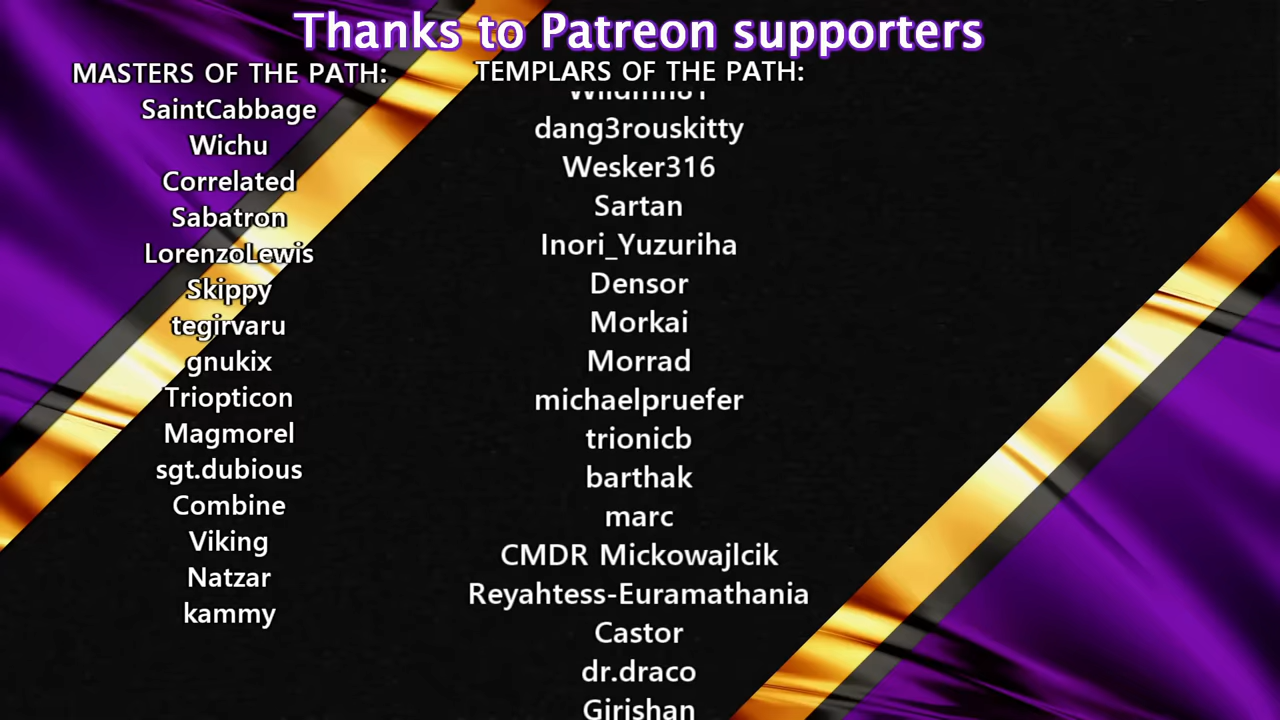 Thanks to Patreon supporters
MASTERS OF THE PATH:
SaintCabbage
Wichu
Correlated
Sabatron
LorenzoLewis
Skippy
tegirvaru
gnukix
Triopticon
Magmorel
sgt.dubious
Combine
Viking
Natzar
kammy
TEMPLARS OF THE PATH:
dang3rouskitty
Wesker316
Sartan
Inori_Yuzuriha
Densor
Morkai
Morrad
michaelpruefer
trionicb
barthak
marc
CMDR Mickowajlcik
Reyahtess-Euramathania
Castor
dr.draco
Girishan